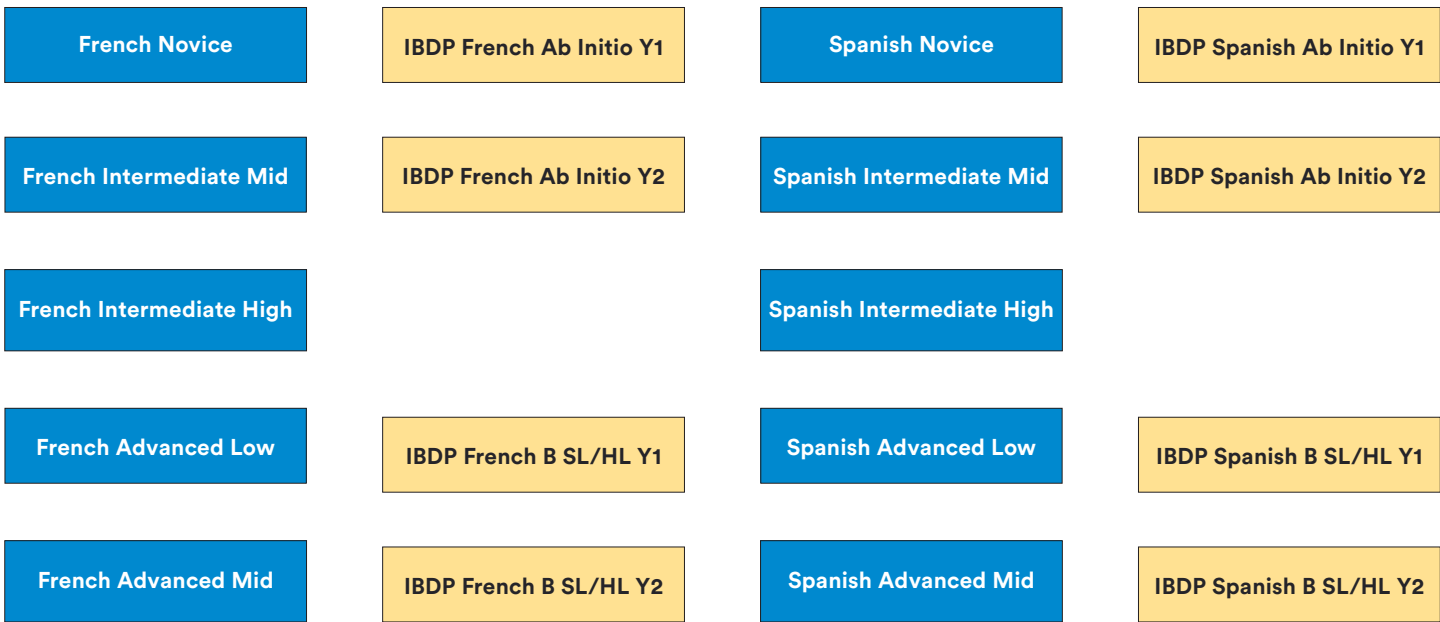 French Novice
IBDP French Ab Initio Y1
Spanish Novice
IBDP Spanish Ab Initio Y1
French Intermediate Mid
IBDP French Ab Initio Y2
Spanish Intermediate Mid
IBDP Spanish Ab Initio Y2
French Intermediate High
Spanish Intermediate High
French Advanced Low
IBDP French B SL/HL Y1
Spanish Advanced Low
IBDP Spanish B SL/HL Y1
French Advanced Mid
IBDP French B SL/HL Y2
Spanish Advanced Mid
IBDP Spanish B SL/HL Y2